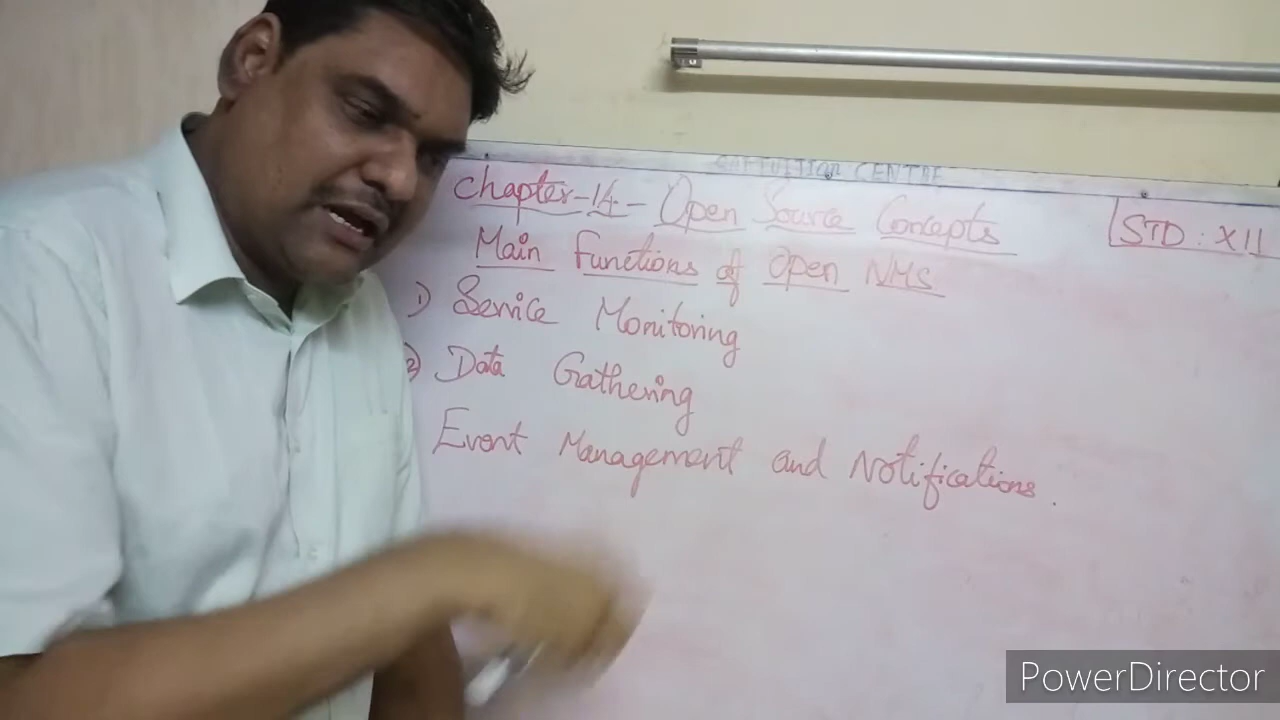 TUITION CENTRE
Chapter-14- Open Source Concepts
STD: XII
Main Functions of Open NMS
1) Service Monitoring
2) Data Gathering
Event Management and Notifications.
PowerDirector